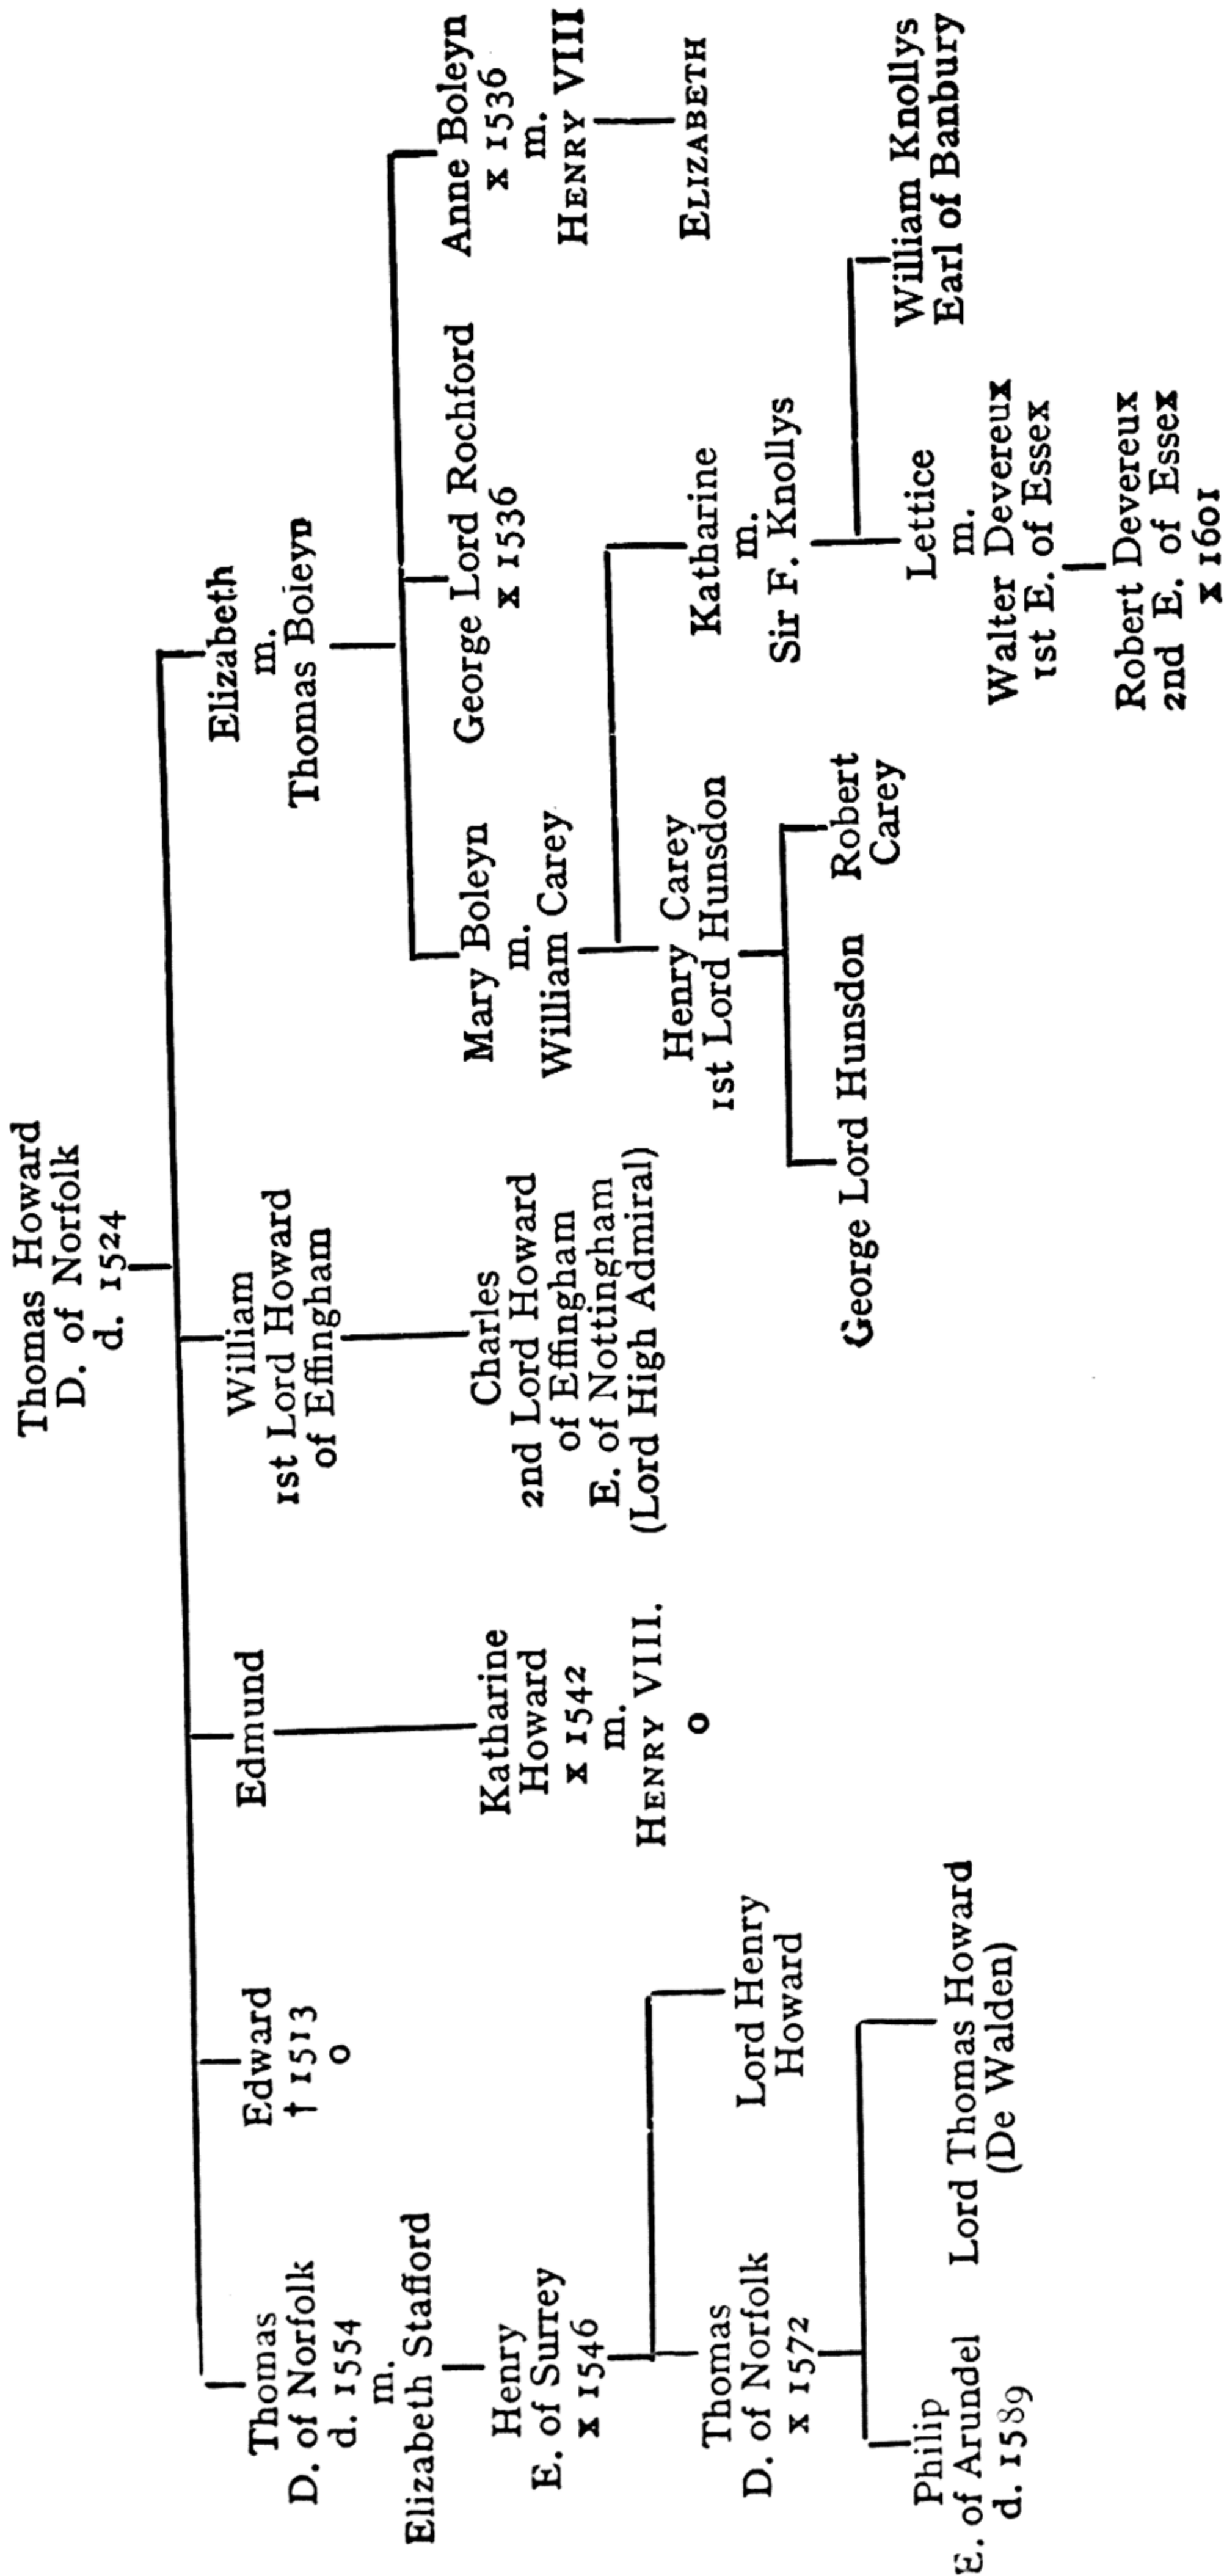 Thomas Howard
D. of Norfolk
d. 1524
Thomas
D. of Norfolk
d. 1554
m.
Elizabeth Stafford
Edward
† 1513
o
Edmund
William
1st Lord Howard
of Effingham
Elizabeth
m.
Thomas Boleyn
Henry
E. of Surrey
x 1546
Katharine
Howard
x 1542
m.
HENRY VIII.
o
Charles
2nd Lord Howard
of Effingham
E. of Nottingham
(Lord High Admiral)
Mary Boleyn
m.
William Carey
George Lord Rochford
x 1536
Anne Boleyn
x 1536
m.
HENRY VIII
ELIZABETH
Thomas
D. of Norfolk
x 1572
Lord Henry
Howard
Henry Carey
1st Lord Hunsdon
Katharine
m.
Sir F. Knollys
Philip
E. of Arundel
d. 1589
Lord Thomas Howard
(De Walden)
George Lord Hunsdon
Robert
Carey
Lettice
m.
Walter Devereux
1st E. of Essex
William Knollys
Earl of Banbury
Robert Devereux
2nd E. of Essex
x 1601